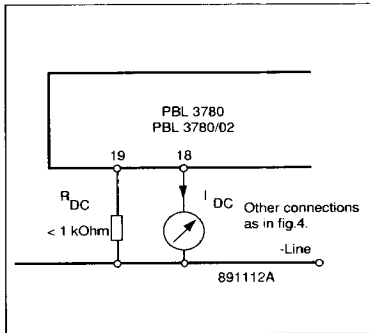 PBL 3780
PBL 3780/02
19
18
R DC
I DC
Other connections
as in fig.4.
< 1 kOhm
-Line
891112A